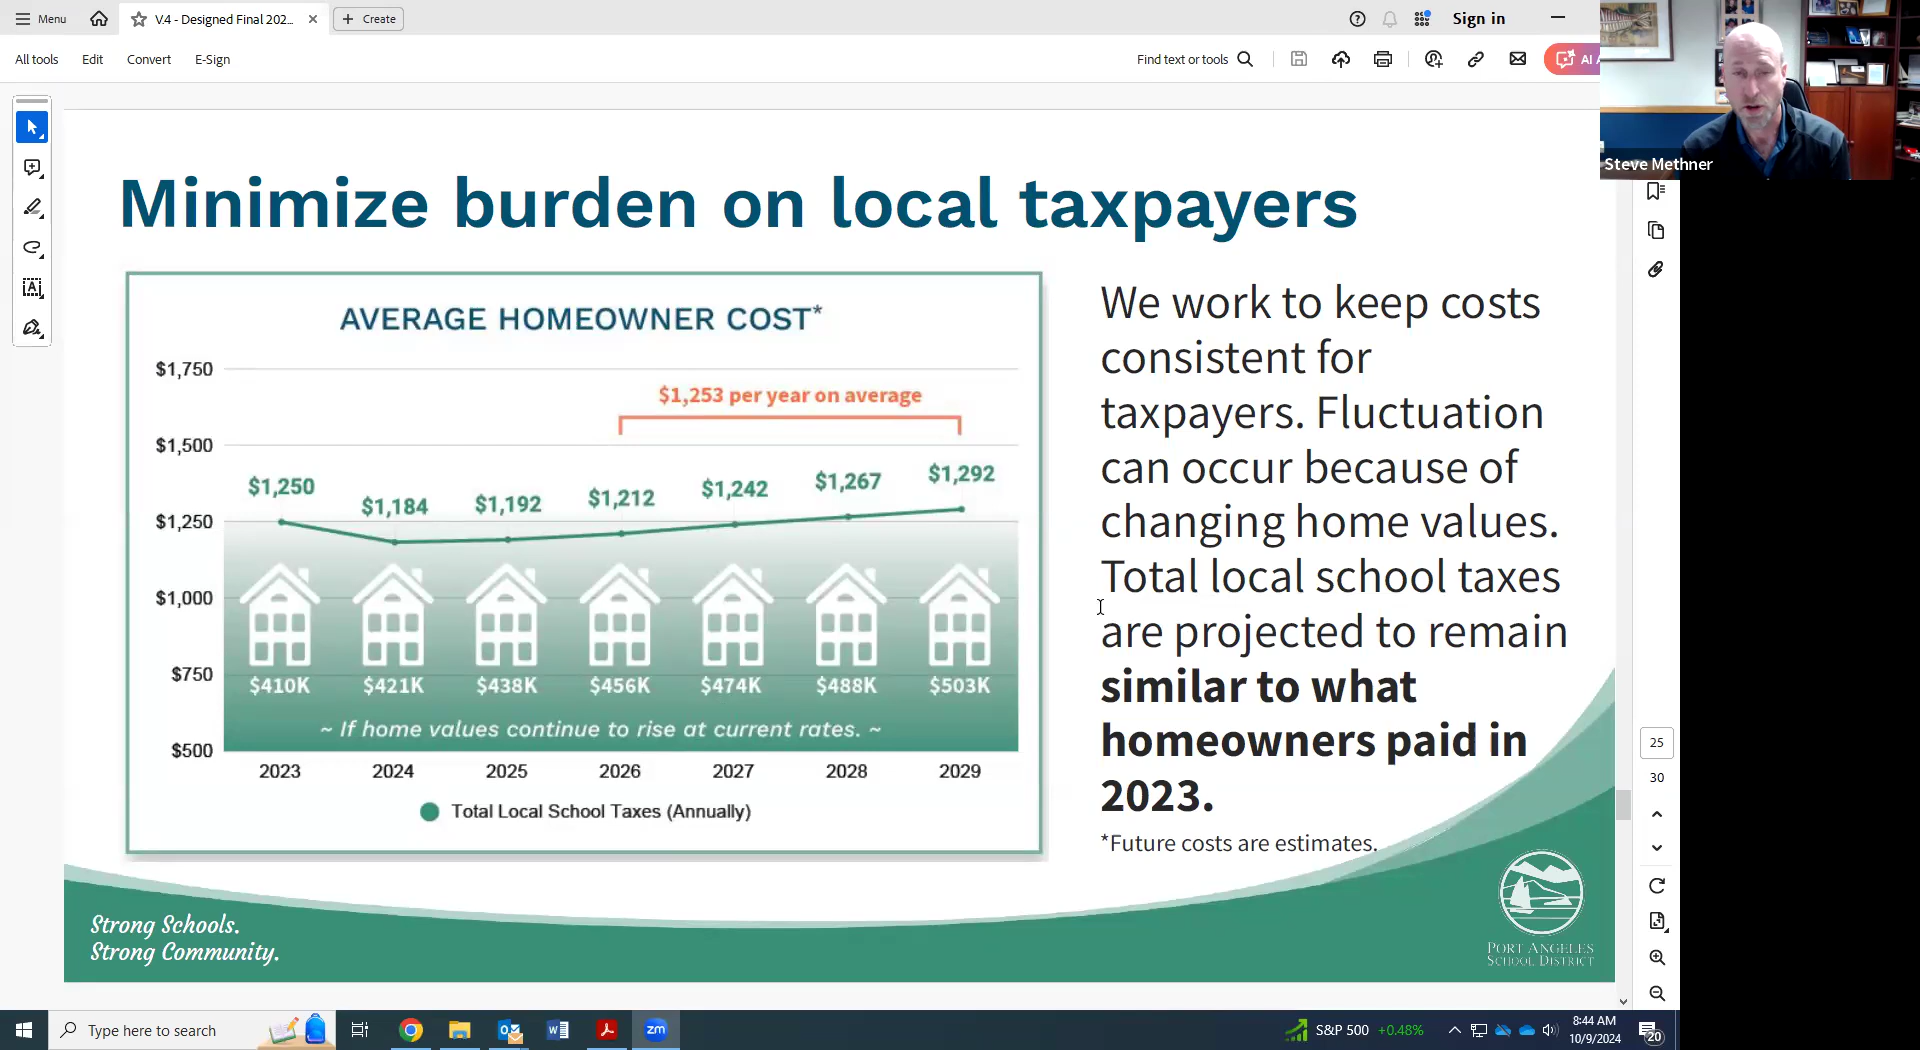 Menu
V.4 - Designed Final 202...
Create
Sign in
All tools
Edit
Convert
E-Sign
Find text or tools
AI A
Steve Methner
Minimize burden on local taxpayers
AVERAGE HOMEOWNER COST*
$1,750
$1,500
$1,250
$1,000
$750
$500
$1,253 per year on average
$1,250
$1,184
$1,192
$1,212
$1,242
$1,267
$1,292
$410K
$421K
$438K
$456K
$474K
$488K
$503K
~ If home values continue to rise at current rates. ~
2023
2024
2025
2026
2027
2028
2029
Total Local School Taxes (Annually)
We work to keep costs
consistent for
taxpayers. Fluctuation
can occur because of
changing home values.
Total local school taxes
are projected to remain
similar to what
homeowners paid in
2023.
*Future costs are estimates.
Strong Schools.
Strong Community.
PORT ANGELES
SCHOOL DISTRICT
25
30
Type here to search
S&P 500 +0.48%
8:44 AM
10/9/2024
20
zm